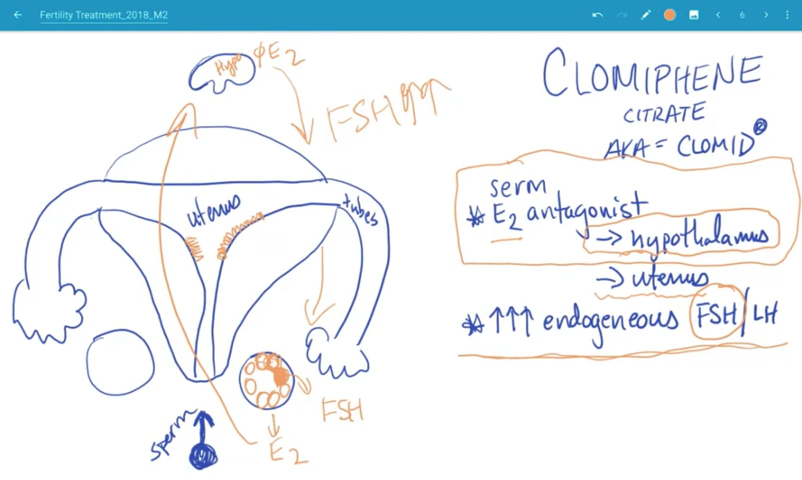 Fertility Treatment_2018_M2
6
Hypo
ΦE2
FSH↑↑↑
uterus
tubes
sperm
FSH
E2
CLOMIPHENE
CITRATE
AKA = CLOMID®
serm
* E2 antagonist
→ hypothalamus
→ uterus
* ↑↑↑ endogeneous FSH/LH